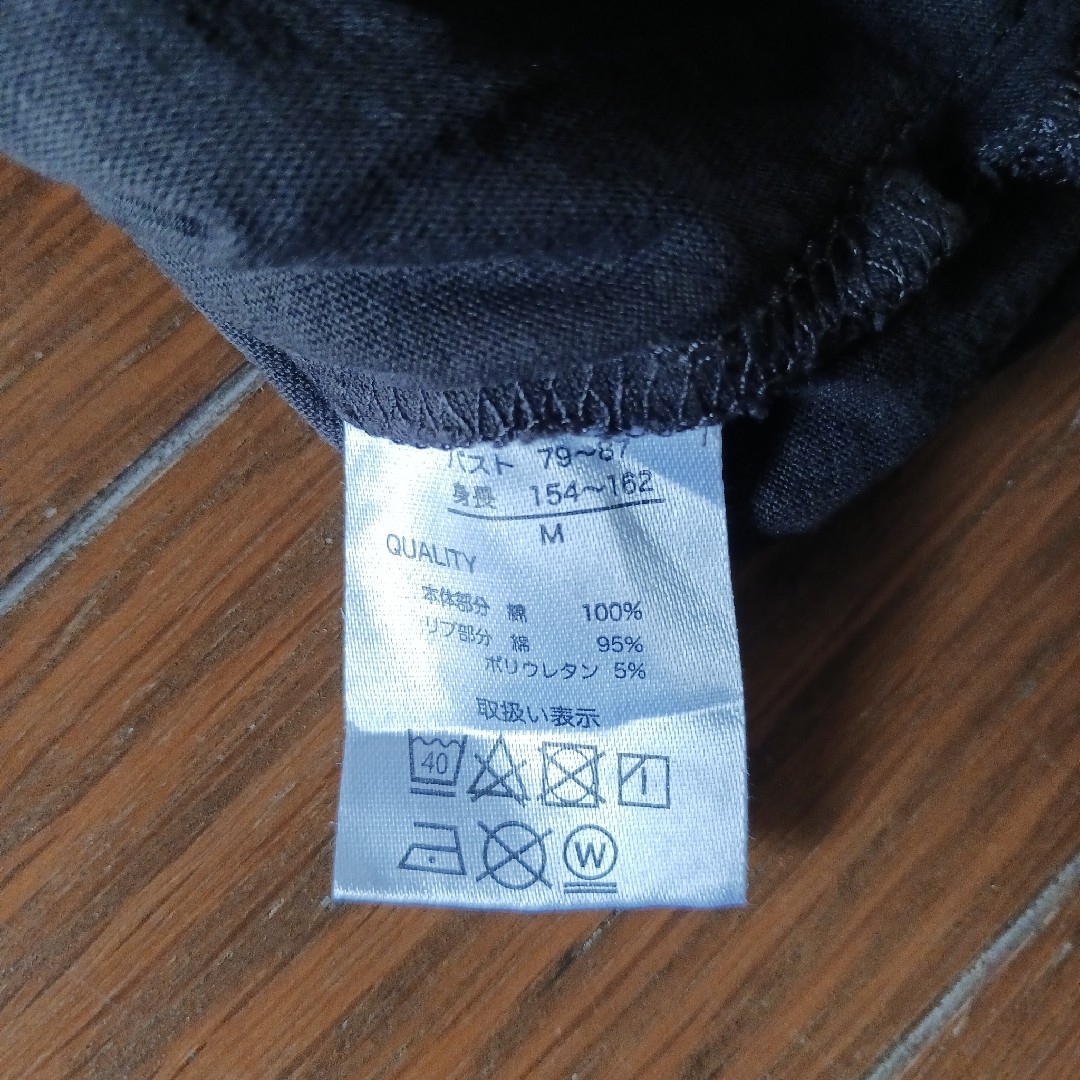 バスト 79~87
身長 154~162
M
QUALITY
本体部分 綿 100%
リブ部分 綿 95%
ポリウレタン 5%
取扱い表示
40
W